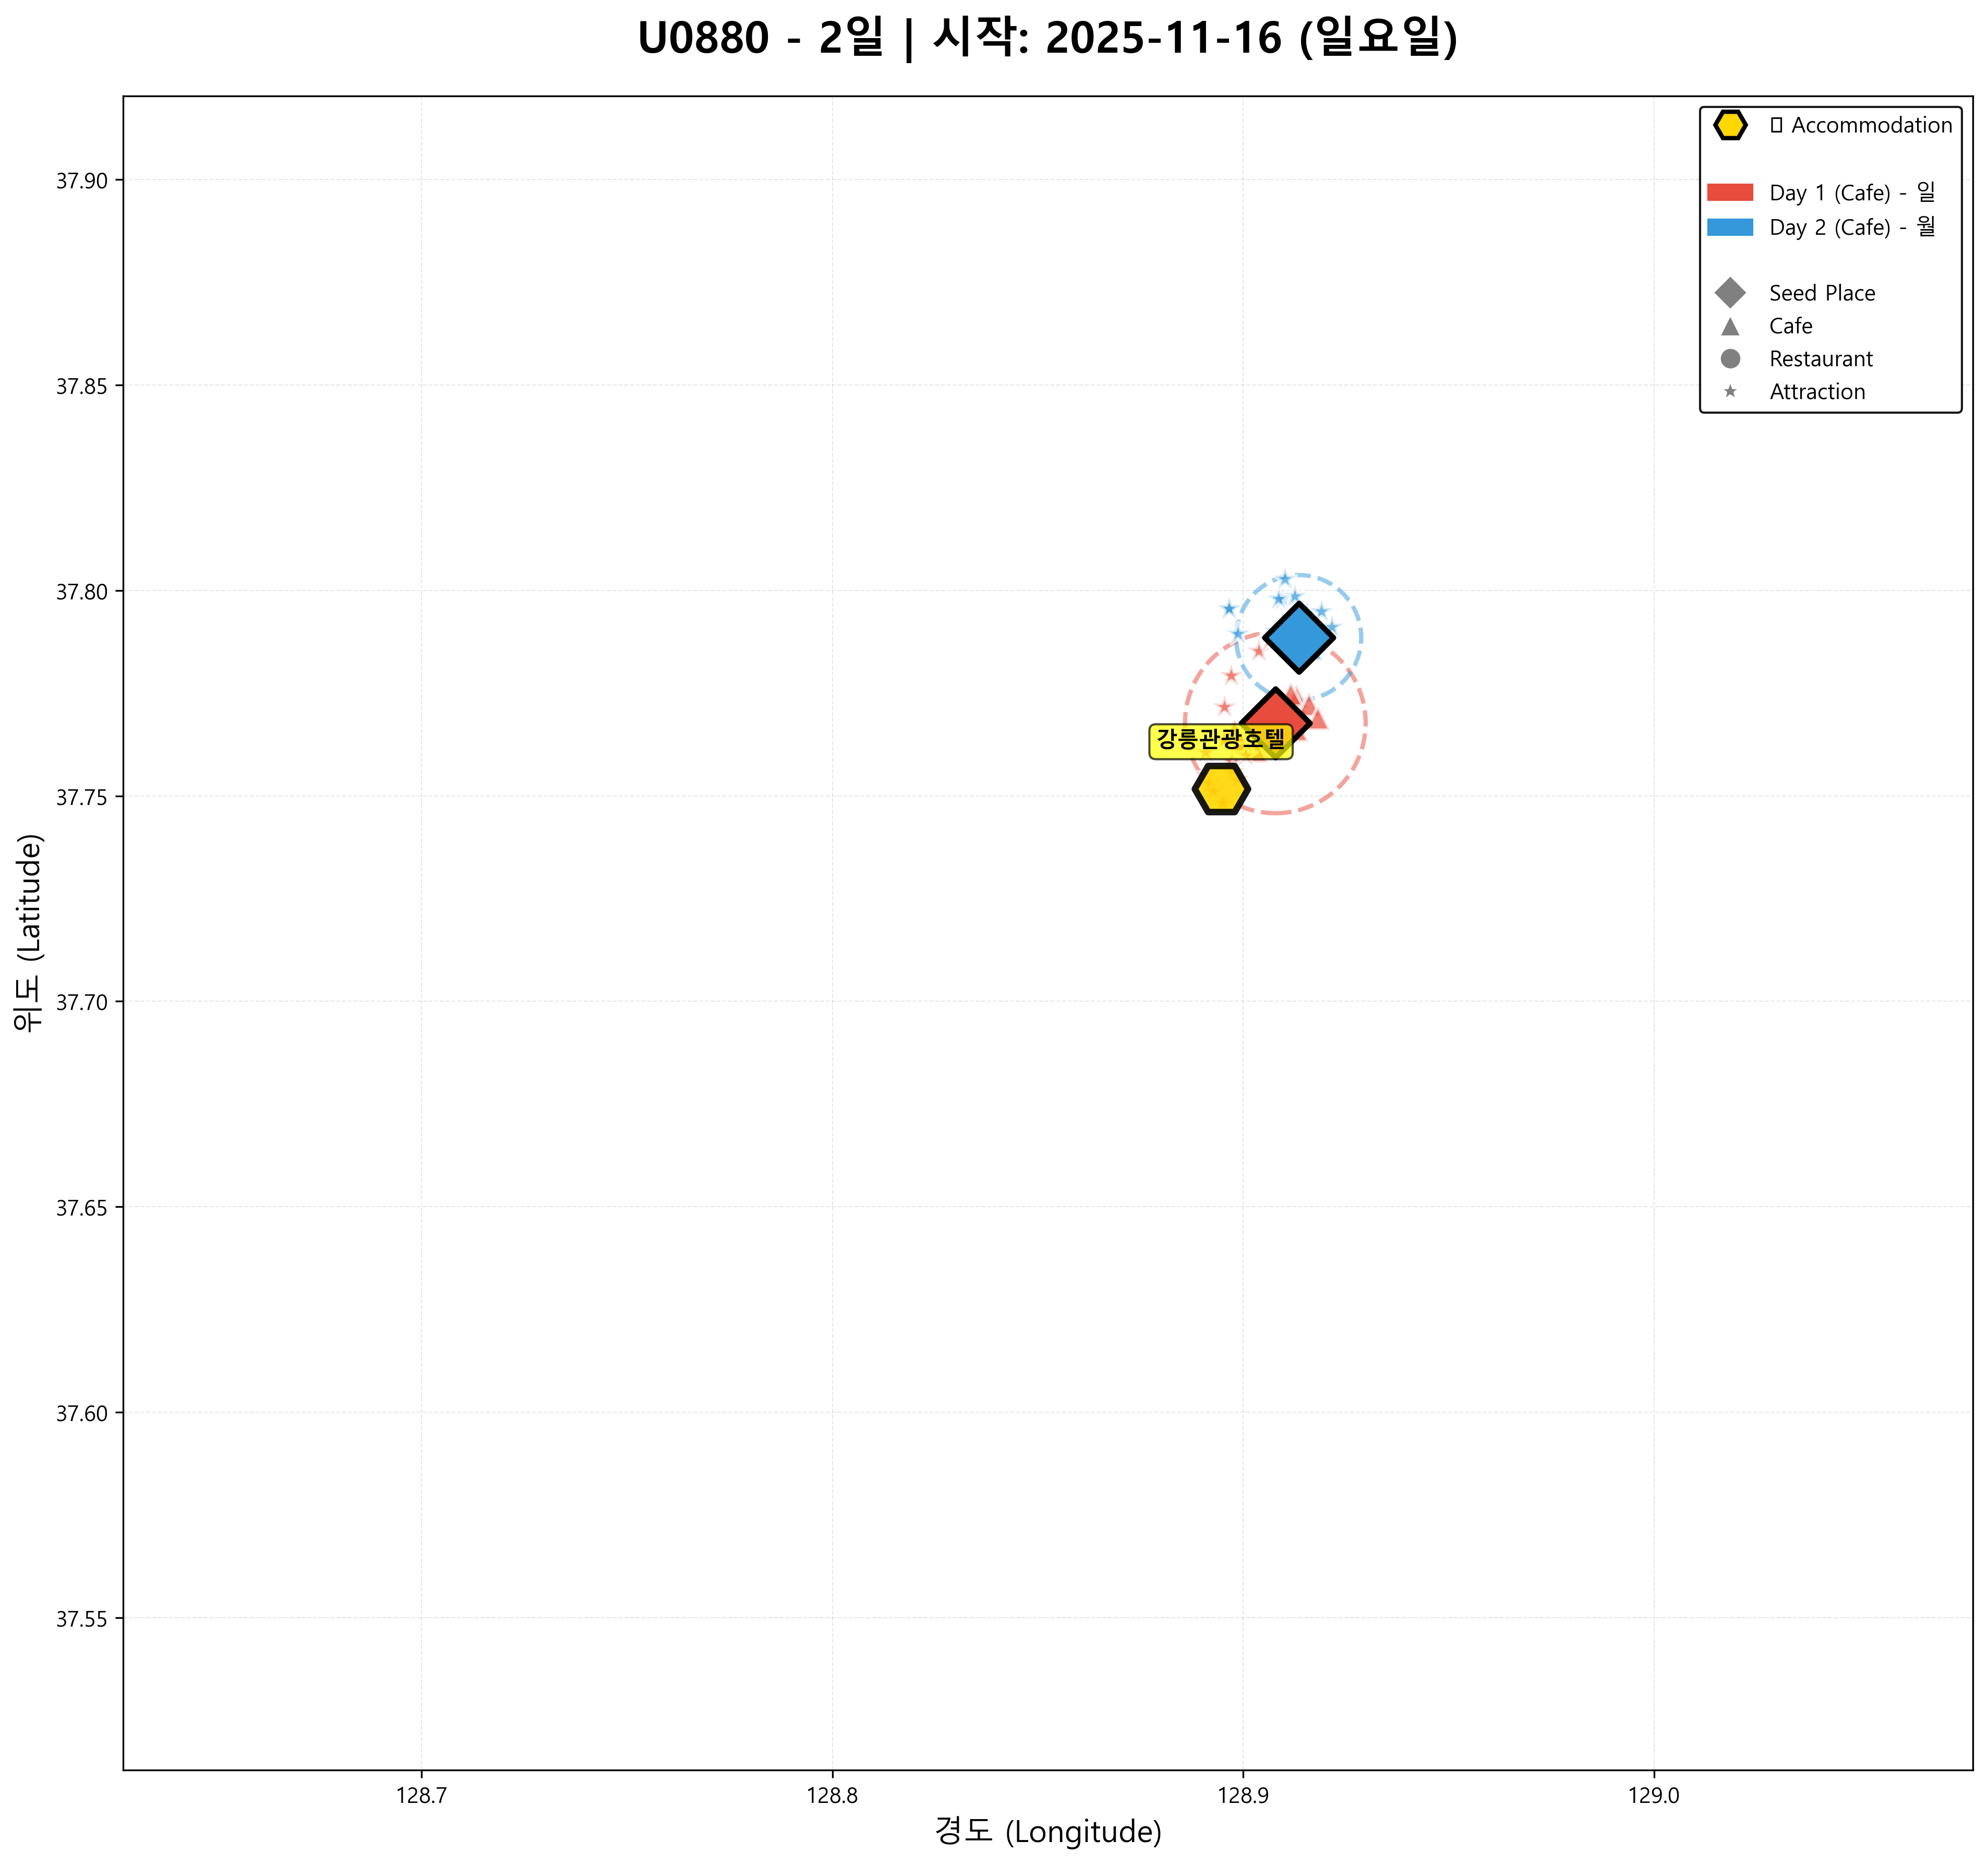 U0880 - 2일 | 시작: 2025-11-16 (일요일)
□ Accommodation
Day 1 (Cafe) - 일
Day 2 (Cafe) - 월
Seed Place
Cafe
Restaurant
Attraction
37.90
37.85
37.80
37.75
37.70
37.65
37.60
37.55
위도 (Latitude)
강릉관광호텔
128.7
128.8
128.9
129.0
경도 (Longitude)